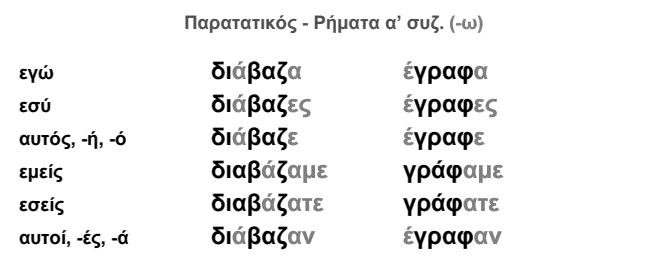 Παρατατικός - Ρήματα α' συζ. (-ω)
εγώ διάβαζα έγραφα
εσύ διάβαζες έγραφες
αυτός, -ή, -ό διάβαζε έγραφε
εμείς διαβάζαμε γράφαμε
εσείς διαβάζατε γράφατε
αυτοί, -ές, -ά διάβαζαν έγραφαν